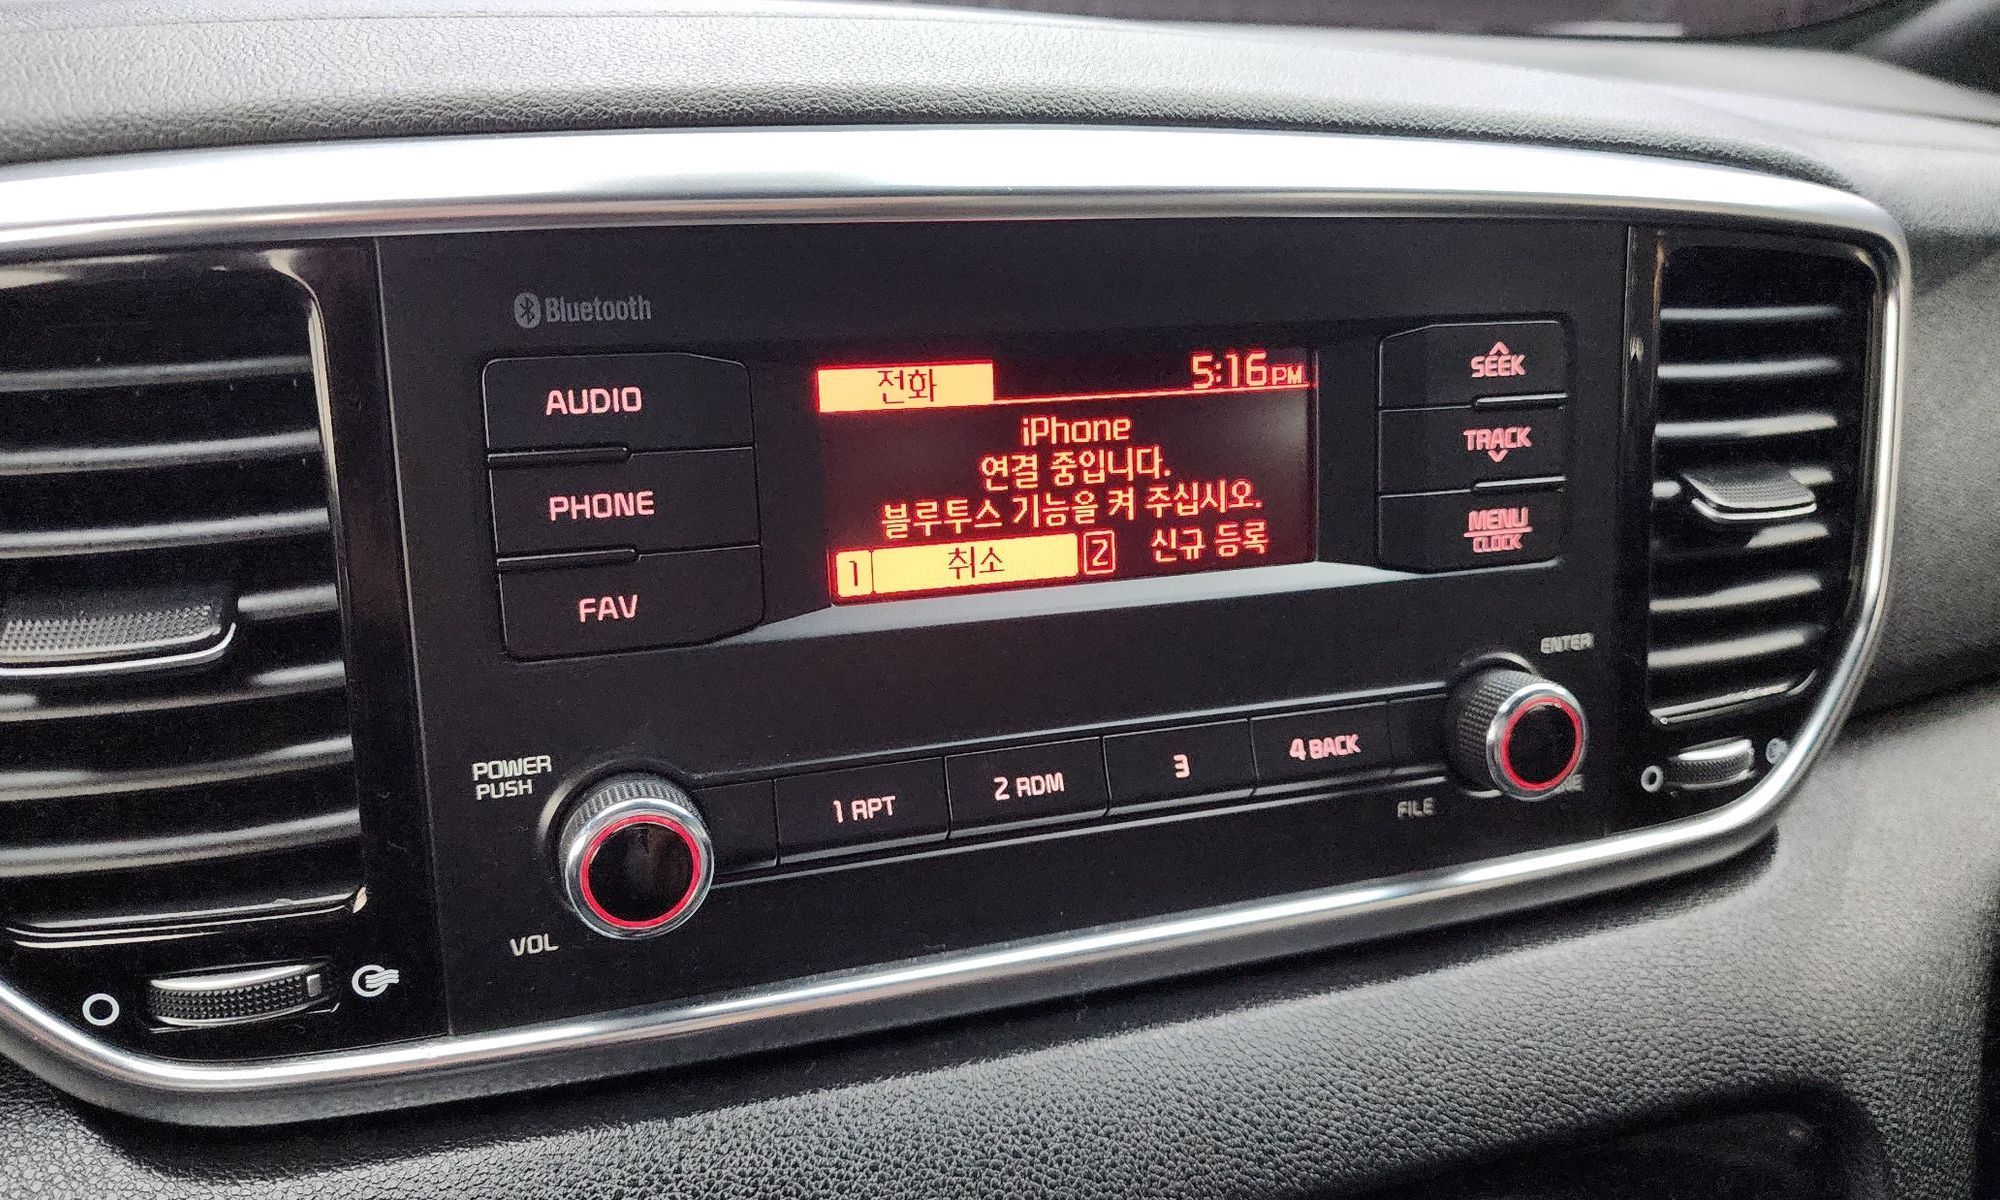 Bluetooth
AUDIO
PHONE
FAV
전화 5:16 PM
iPhone
연결 중입니다.
블루투스 기능을 켜 주십시오.
1 취소 2 신규 등록
SEEK
TRACK
MENU
CLOCK
ENTER
POWER
PUSH
VOL
1 RPT
2 RDM
3
4 BACK
FILE